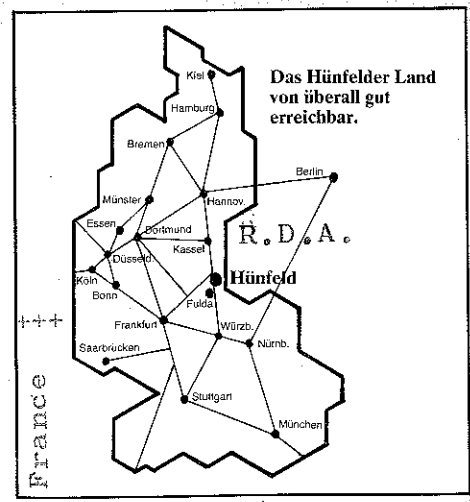 Das Hünfelder Land
von überall gut
erreichbar.
Kiel
Hamburg
Bremen
Berlin
Münster
Hannov.
Essen
Dortmund
R.D.A.
Kassel
Düsseld.
Köln
Hünfeld
Bonn
Fulda
Frankfurt
Würzb.
Nürnb.
Saarbrücken
Stuttgart
München
France
+++